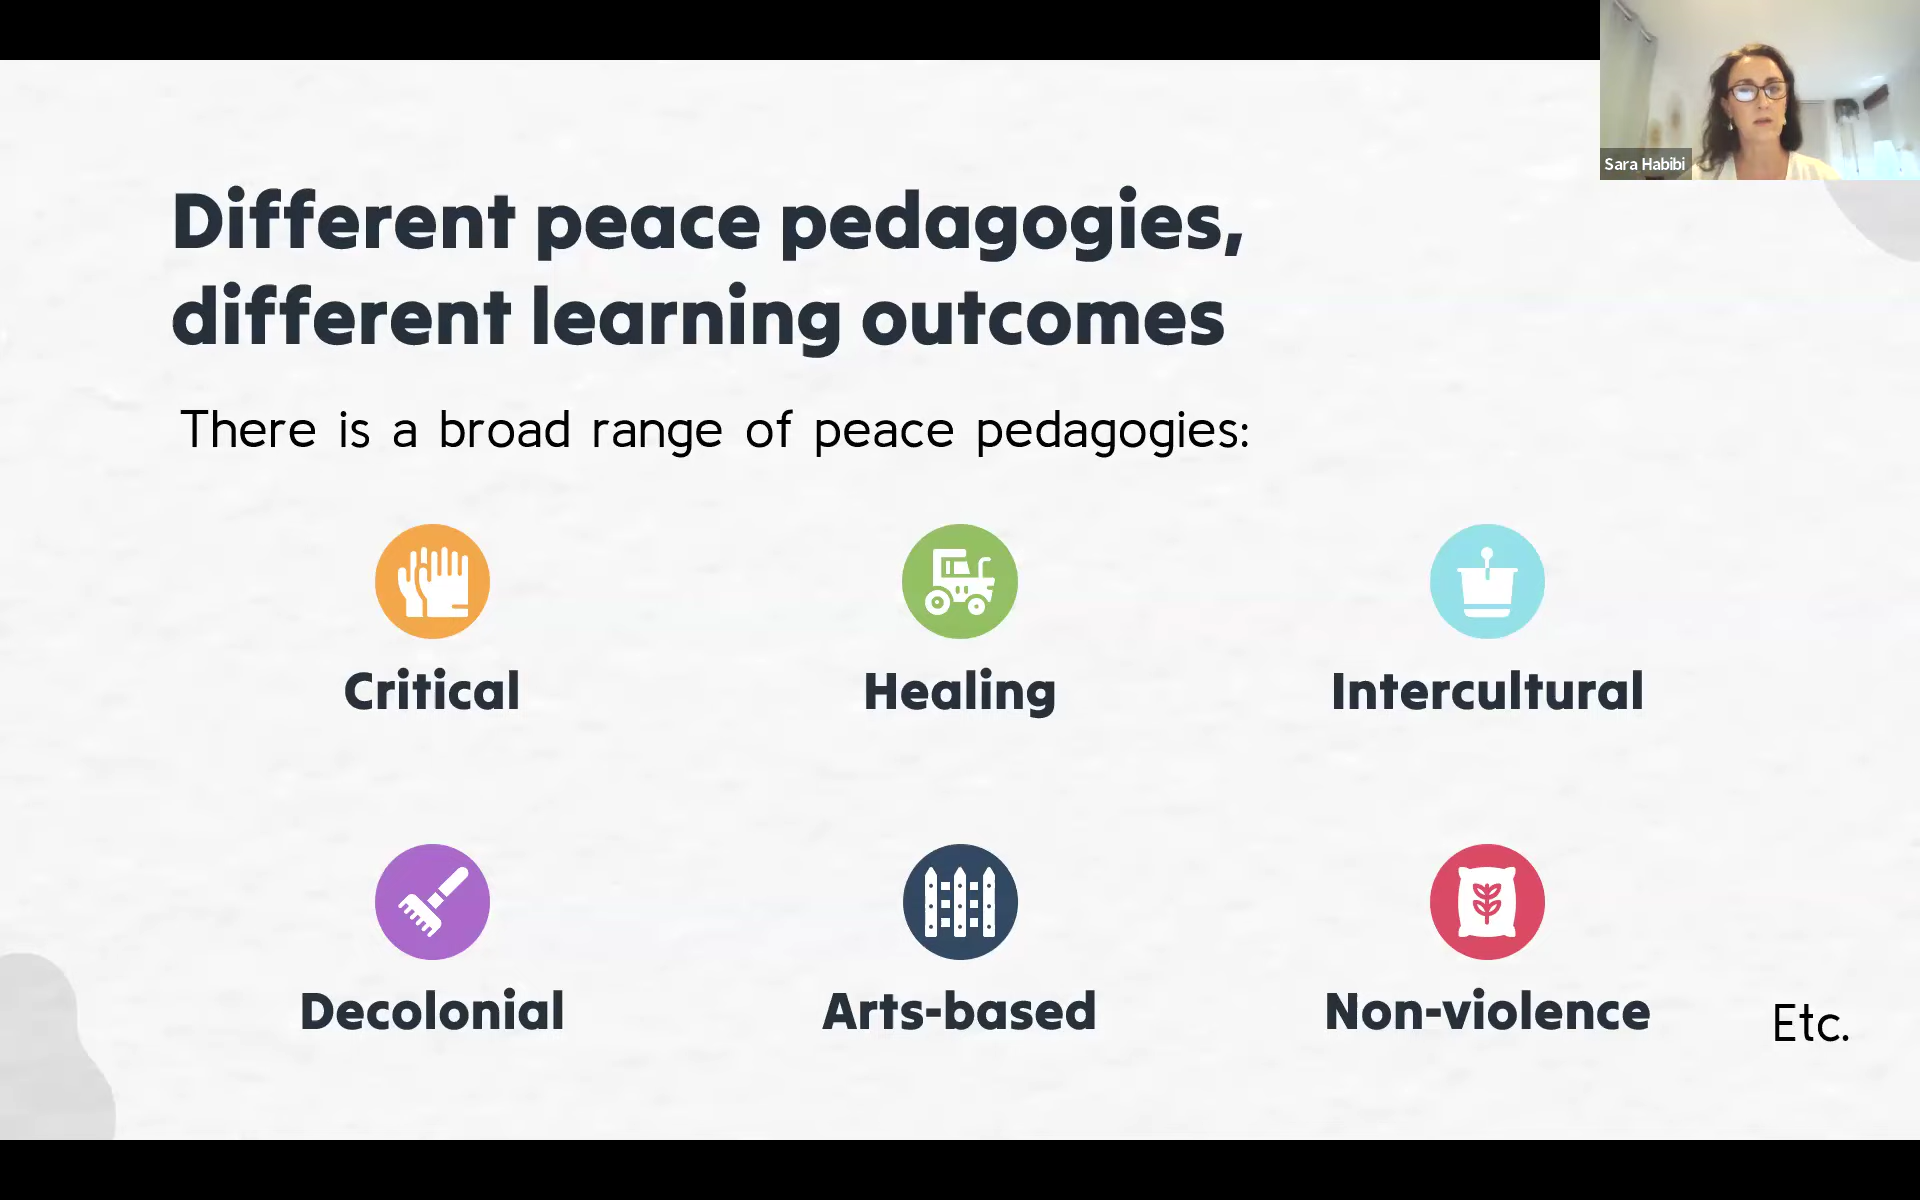 Sara Habibi
Different peace pedagogies,
different learning outcomes
There is a broad range of peace pedagogies:
Critical
Healing
Intercultural
Decolonial
Arts-based
Non-violence
Etc.